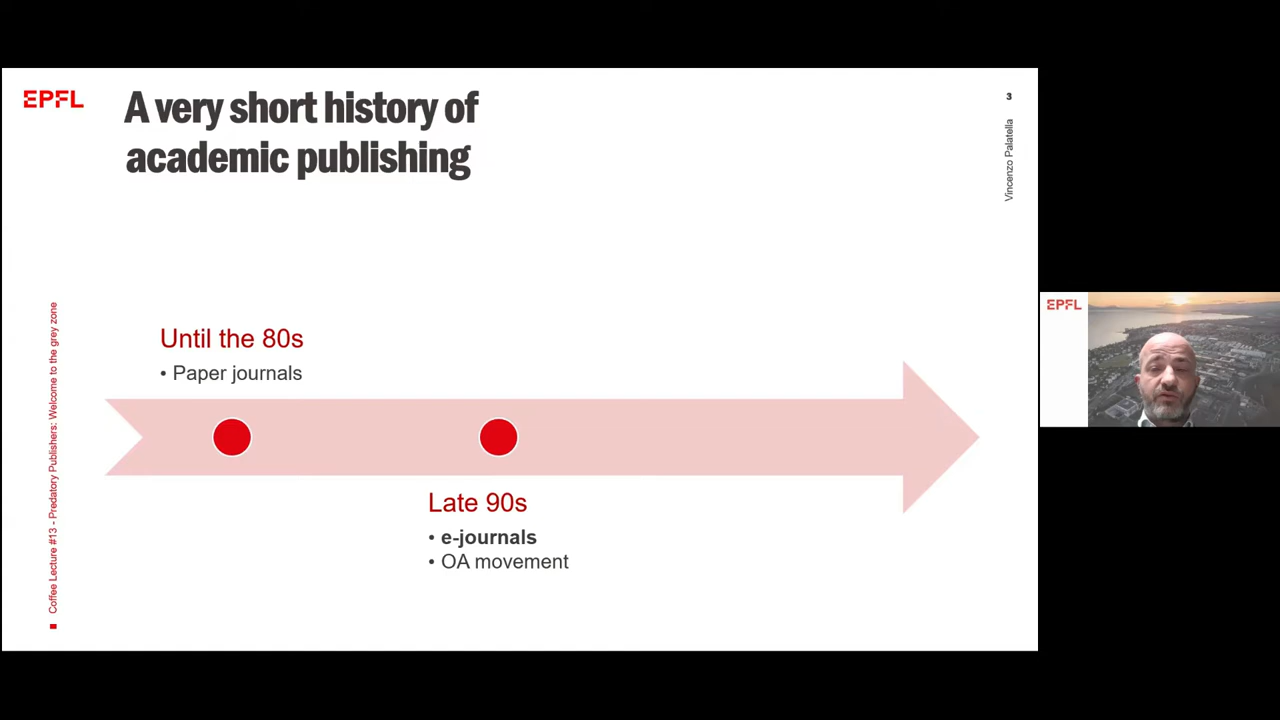 EPFL
A very short history of
academic publishing
3
Vincenzo Palatella
Coffee Lecture #13 - Predatory Publishers: Welcome to the grey zone
Until the 80s
• Paper journals
Late 90s
• e-journals
• OA movement
EPFL